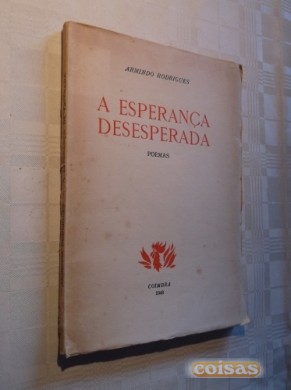 ARMINDO RODRIGUES
A ESPERANÇA
DESESPERADA
POEMAS
COIMBRA
coisas